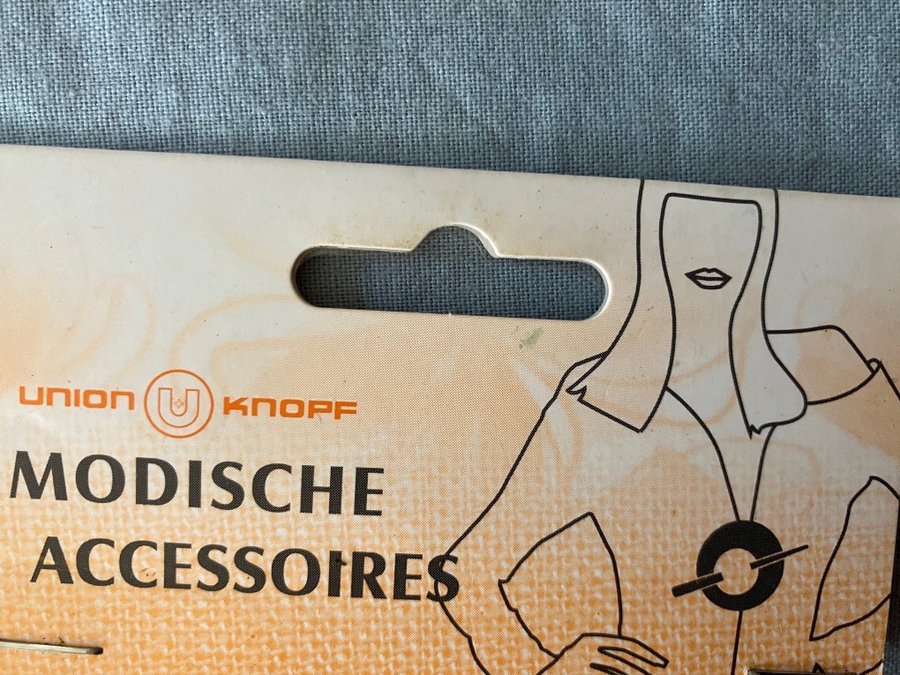 UNION U KNOPF
MODISCHE
ACCESSOIRES